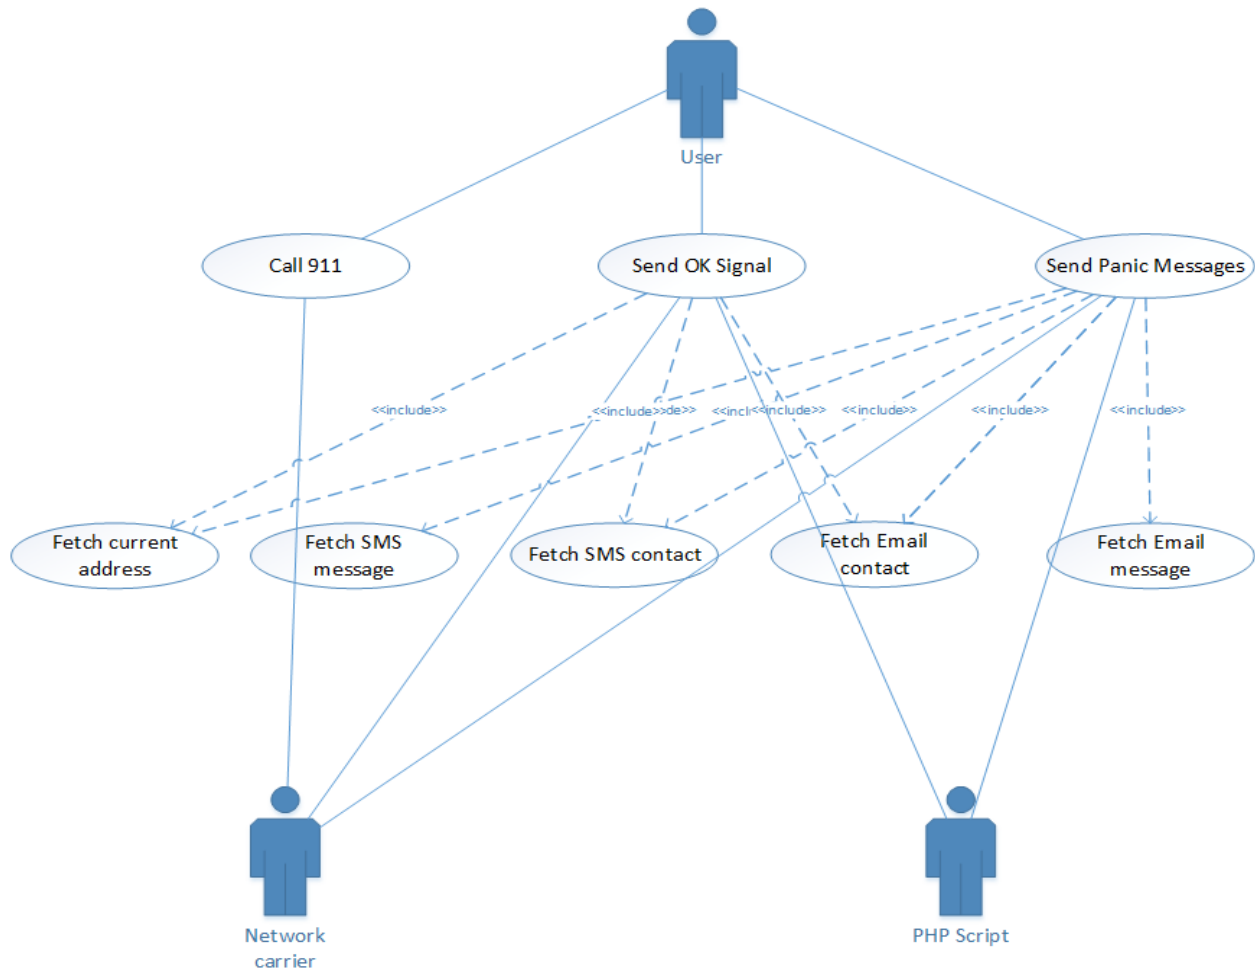 User
Call 911
Send OK Signal
Send Panic Messages
<<include>>
<<include>>
de>>
<<incl
<<include>>
<<include>>
<<include>>
<<include>>
Fetch current
address
Fetch SMS
message
Fetch SMS contact
Fetch Email
contact
Fetch Email
message
Network
carrier
PHP Script